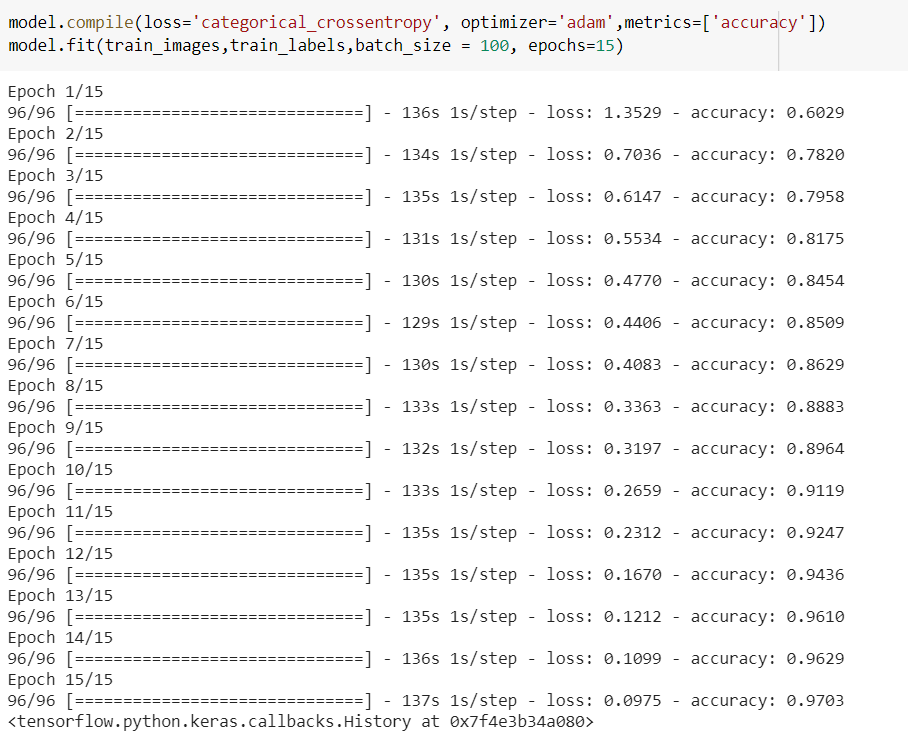 model.compile(loss='categorical_crossentropy', optimizer='adam',metrics=['accuracy'])
model.fit(train_images,train_labels,batch_size = 100, epochs=15)
Epoch 1/15
96/96 [==============================] - 136s 1s/step - loss: 1.3529 - accuracy: 0.6029
Epoch 2/15
96/96 [==============================] - 134s 1s/step - loss: 0.7036 - accuracy: 0.7820
Epoch 3/15
96/96 [==============================] - 135s 1s/step - loss: 0.6147 - accuracy: 0.7958
Epoch 4/15
96/96 [==============================] - 131s 1s/step - loss: 0.5534 - accuracy: 0.8175
Epoch 5/15
96/96 [==============================] - 130s 1s/step - loss: 0.4770 - accuracy: 0.8454
Epoch 6/15
96/96 [==============================] - 129s 1s/step - loss: 0.4406 - accuracy: 0.8509
Epoch 7/15
96/96 [==============================] - 130s 1s/step - loss: 0.4083 - accuracy: 0.8629
Epoch 8/15
96/96 [==============================] - 133s 1s/step - loss: 0.3363 - accuracy: 0.8883
Epoch 9/15
96/96 [==============================] - 132s 1s/step - loss: 0.3197 - accuracy: 0.8964
Epoch 10/15
96/96 [==============================] - 133s 1s/step - loss: 0.2659 - accuracy: 0.9119
Epoch 11/15
96/96 [==============================] - 135s 1s/step - loss: 0.2312 - accuracy: 0.9247
Epoch 12/15
96/96 [==============================] - 135s 1s/step - loss: 0.1670 - accuracy: 0.9436
Epoch 13/15
96/96 [==============================] - 135s 1s/step - loss: 0.1212 - accuracy: 0.9610
Epoch 14/15
96/96 [==============================] - 136s 1s/step - loss: 0.1099 - accuracy: 0.9629
Epoch 15/15
96/96 [==============================] - 137s 1s/step - loss: 0.0975 - accuracy: 0.9703
<tensorflow.python.keras.callbacks.History at 0x7f4e3b34a080>